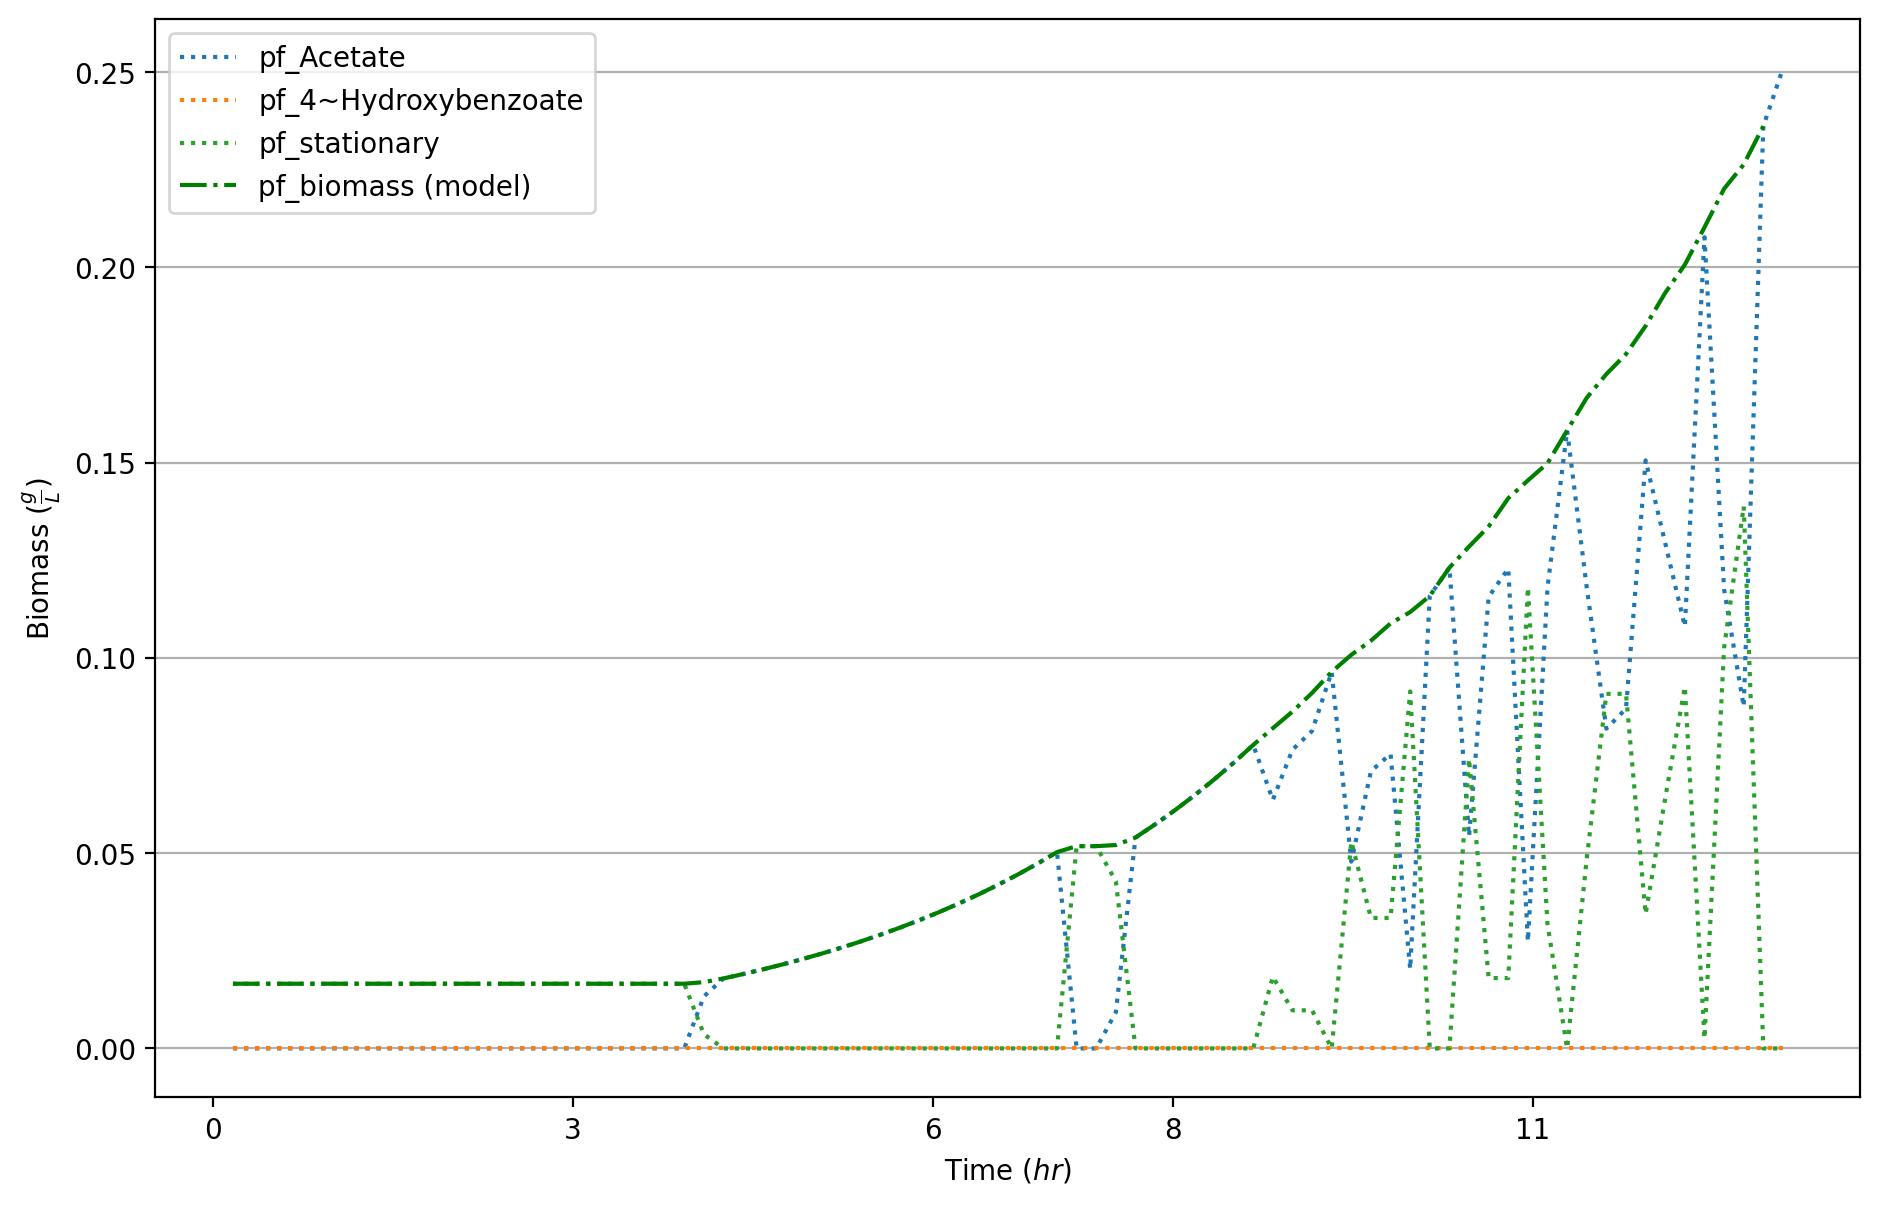 pf_Acetate
pf_4~Hydroxybenzoate
pf_stationary
pf_biomass (model)
0.25
0.20
0.15
0.10
0.05
0.00
Biomass (g/L)
0 3 6 8 11
Time (hr)